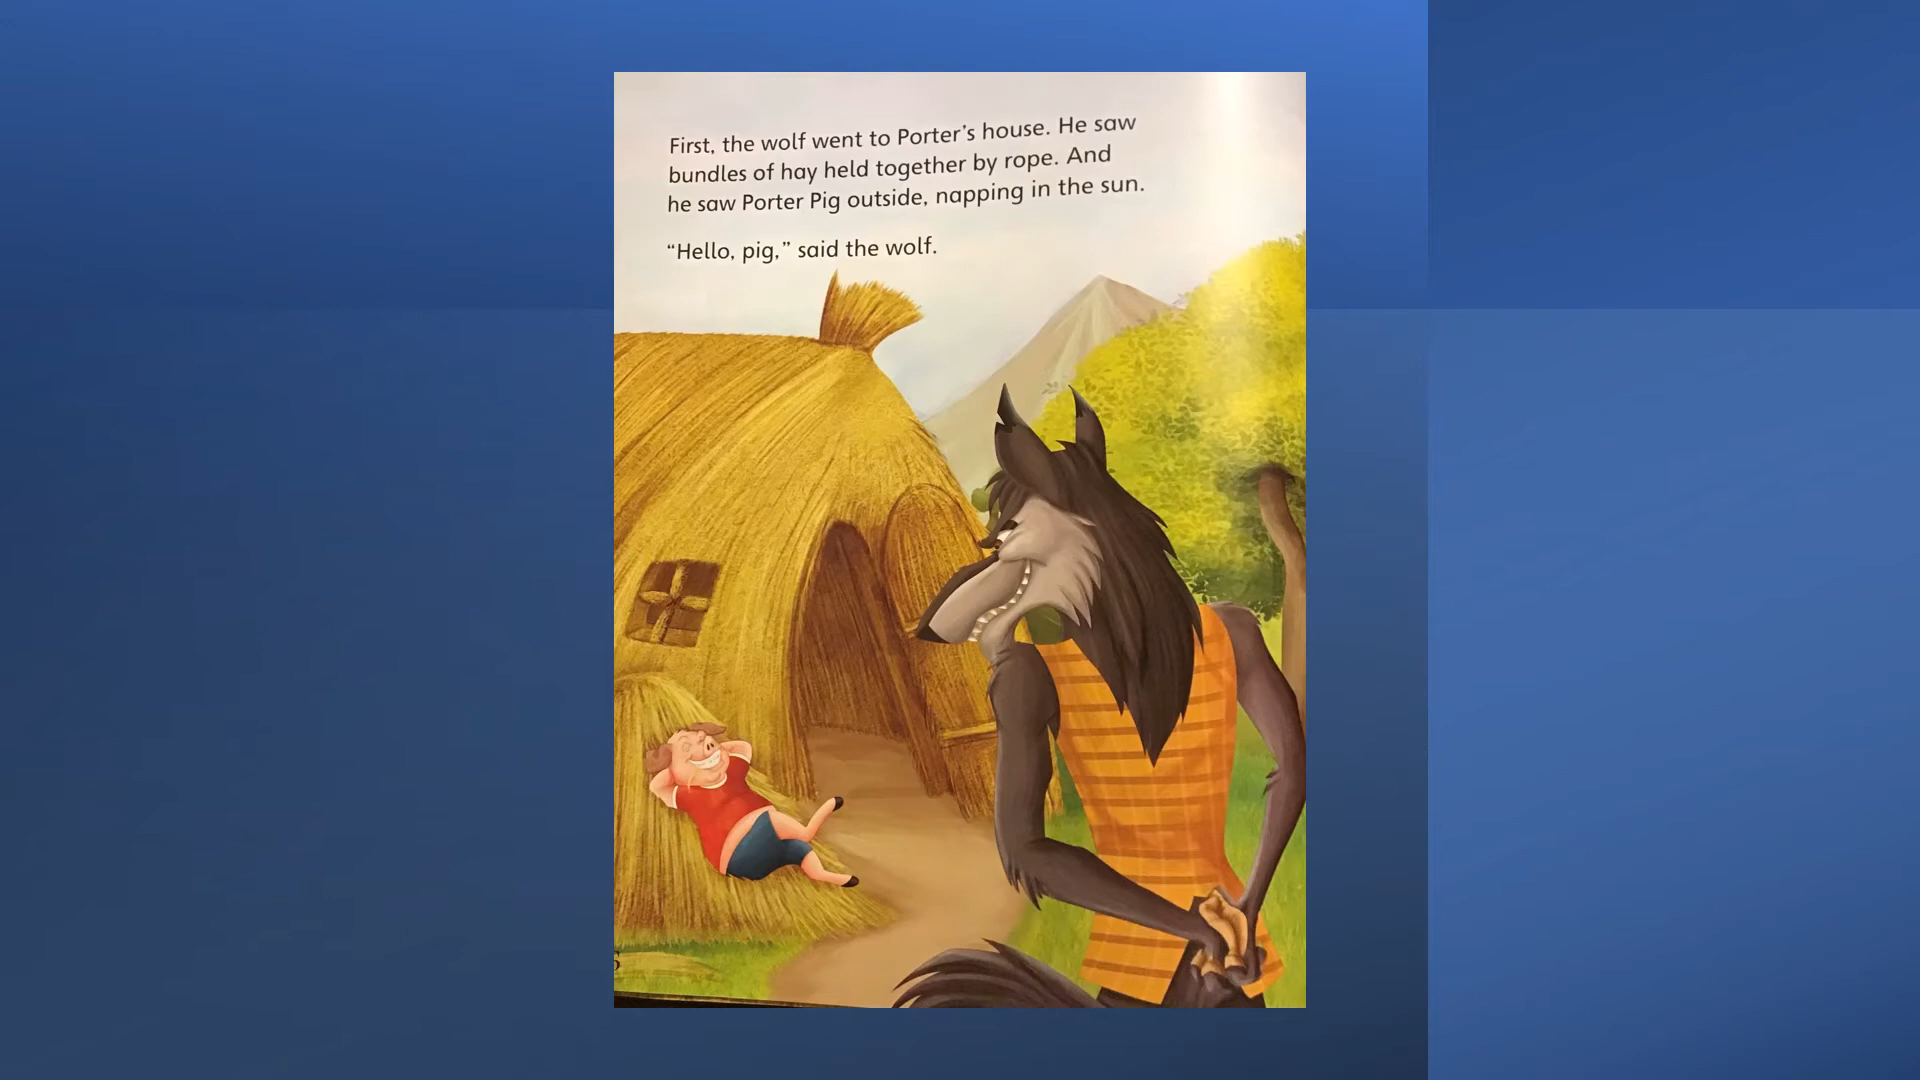 First, the wolf went to Porter's house. He saw
bundles of hay held together by rope. And
he saw Porter Pig outside, napping in the sun.
“Hello, pig,” said the wolf.